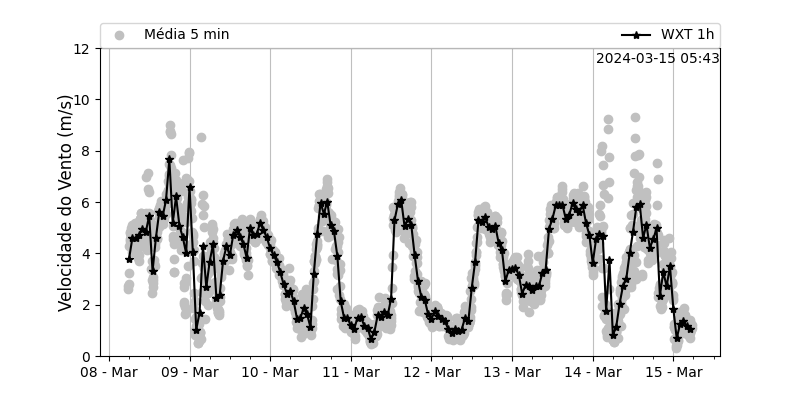 Média 5 min
WXT 1h
2024-03-15 05:43
Velocidade do Vento (m/s)
12
10
8
6
4
2
0
08 - Mar
09 - Mar
10 - Mar
11 - Mar
12 - Mar
13 - Mar
14 - Mar
15 - Mar